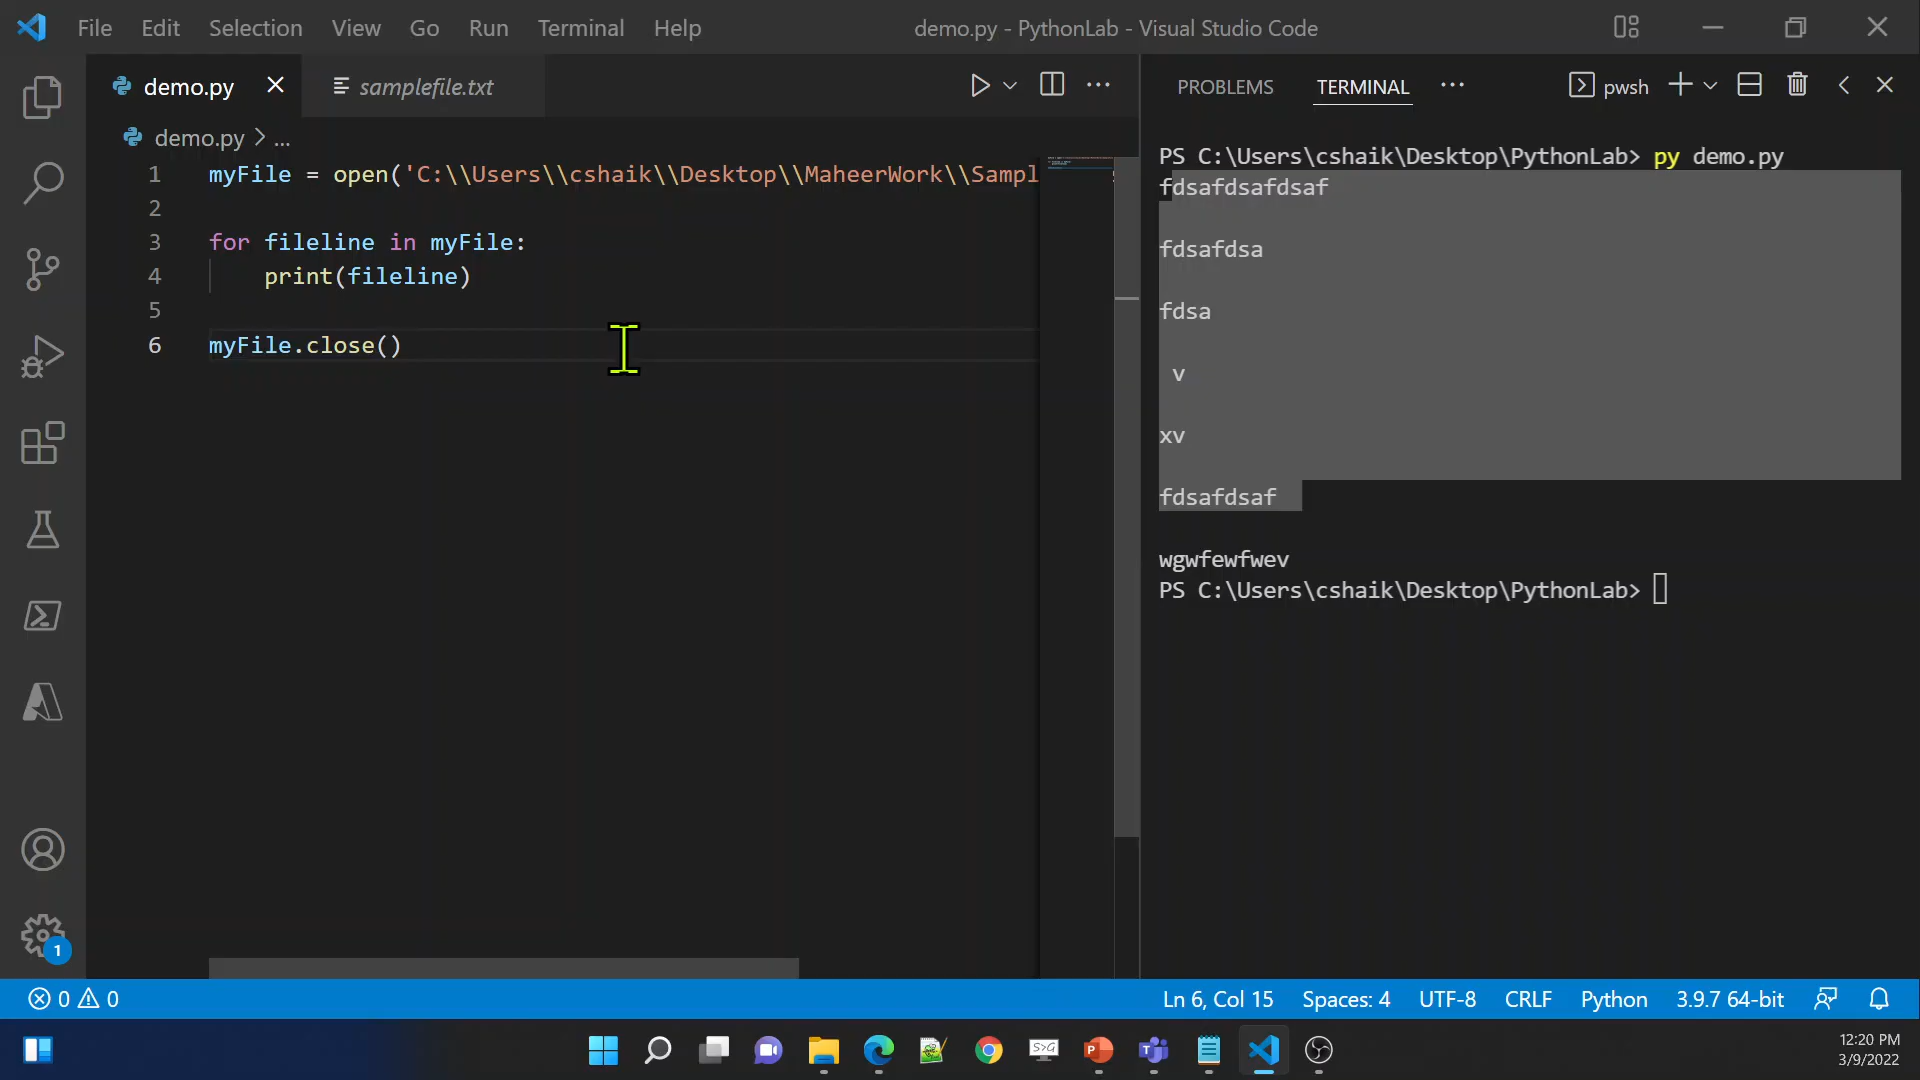 File Edit Selection View Go Run Terminal Help
demo.py - PythonLab - Visual Studio Code
demo.py
samplefile.txt
demo.py > ...
1 myFile = open('C:\\Users\\cshaik\\Desktop\\MaheerWork\\Sampl
2
3 for fileline in myFile:
4 print(fileline)
5
6 myFile.close()
PROBLEMS TERMINAL ...
pwsh
PS C:\Users\cshaik\Desktop\PythonLab> py demo.py
fdsafdsafdsaf
fdsafdsa
fdsa
v
xv
fdsafdsaf
wgwfewfwev
PS C:\Users\cshaik\Desktop\PythonLab>
1
0 0
Ln 6, Col 15 Spaces: 4 UTF-8 CRLF Python 3.9.7 64-bit
S>G
12:20 PM
3/9/2022